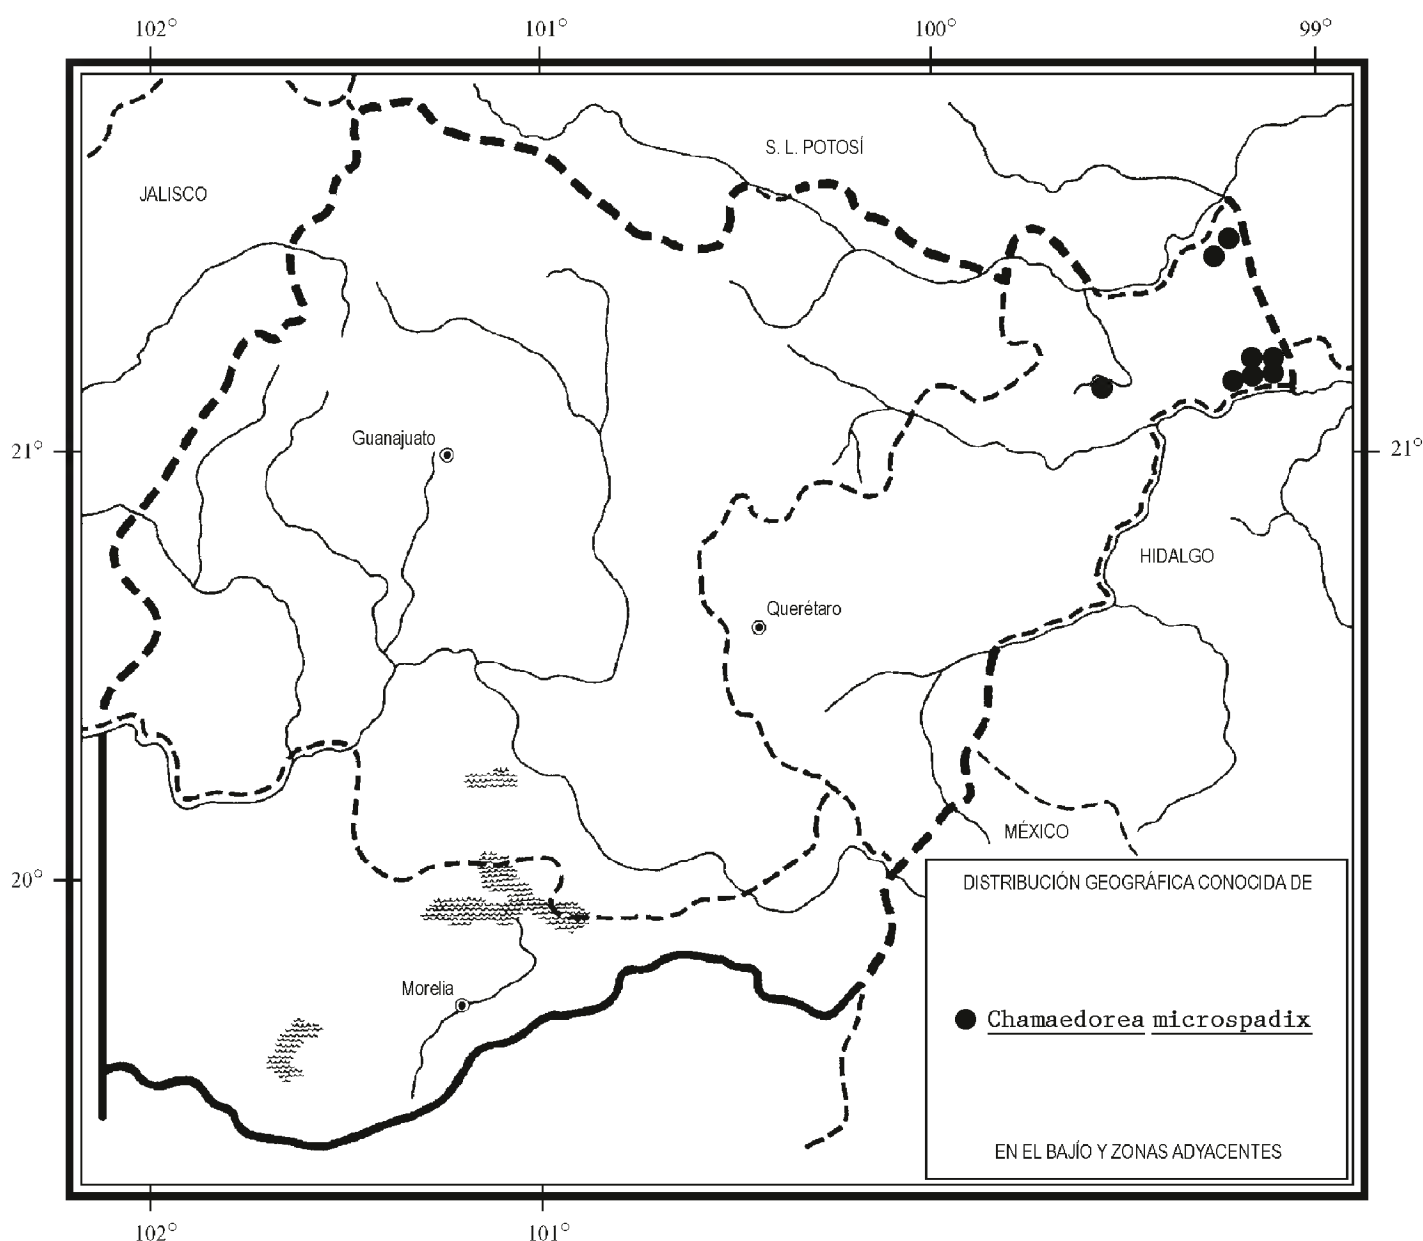 102° 101° 100° 99°
S. L. POTOSÍ
JALISCO
Guanajuato
21° 21°
HIDALGO
Querétaro
MÉXICO
20°
DISTRIBUCIÓN GEOGRÁFICA CONOCIDA DE
Morelia
Chamaedorea microspadix
EN EL BAJÍO Y ZONAS ADYACENTES
102° 101°